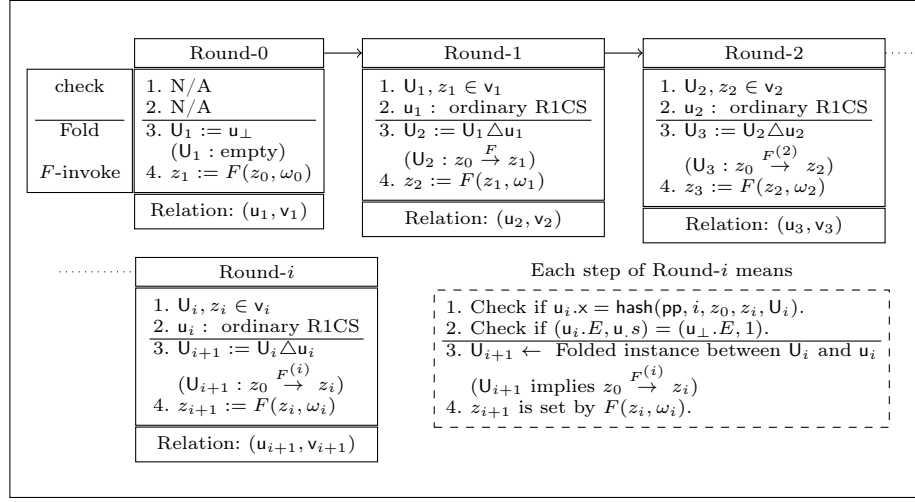 Round-0
Round-1
Round-2
check
Fold
F-invoke
1. N/A
2. N/A
3. U₁ := u⊥
(U₁ : empty)
4. z₁ := F(z₀, ω₀)
Relation: (u₁, v₁)
1. U₁, z₁ ∈ v₁
2. u₁ : ordinary R1CS
3. U₂ := U₁△u₁
(U₂ : z₀ →^F z₁)
4. z₂ := F(z₁, ω₁)
Relation: (u₂, v₂)
1. U₂, z₂ ∈ v₂
2. u₂ : ordinary R1CS
3. U₃ := U₂△u₂
(U₃ : z₀ →^F⁽²⁾ z₂)
4. z₃ := F(z₂, ω₂)
Relation: (u₃, v₃)
Round-i
1. Uᵢ, zᵢ ∈ vᵢ
2. uᵢ : ordinary R1CS
3. Uᵢ₊₁ := Uᵢ△uᵢ
(Uᵢ₊₁ : z₀ →^F⁽ⁱ⁾ zᵢ)
4. zᵢ₊₁ := F(zᵢ, ωᵢ)
Relation: (uᵢ₊₁, vᵢ₊₁)
Each step of Round-i means
1. Check if uᵢ.x = hash(pp, i, z₀, zᵢ, Uᵢ).
2. Check if (uᵢ.E, u.s) = (u⊥.E, 1).
3. Uᵢ₊₁ ← Folded instance between Uᵢ and uᵢ
(Uᵢ₊₁ implies z₀ →^F⁽ⁱ⁾ zᵢ)
4. zᵢ₊₁ is set by F(zᵢ, ωᵢ).